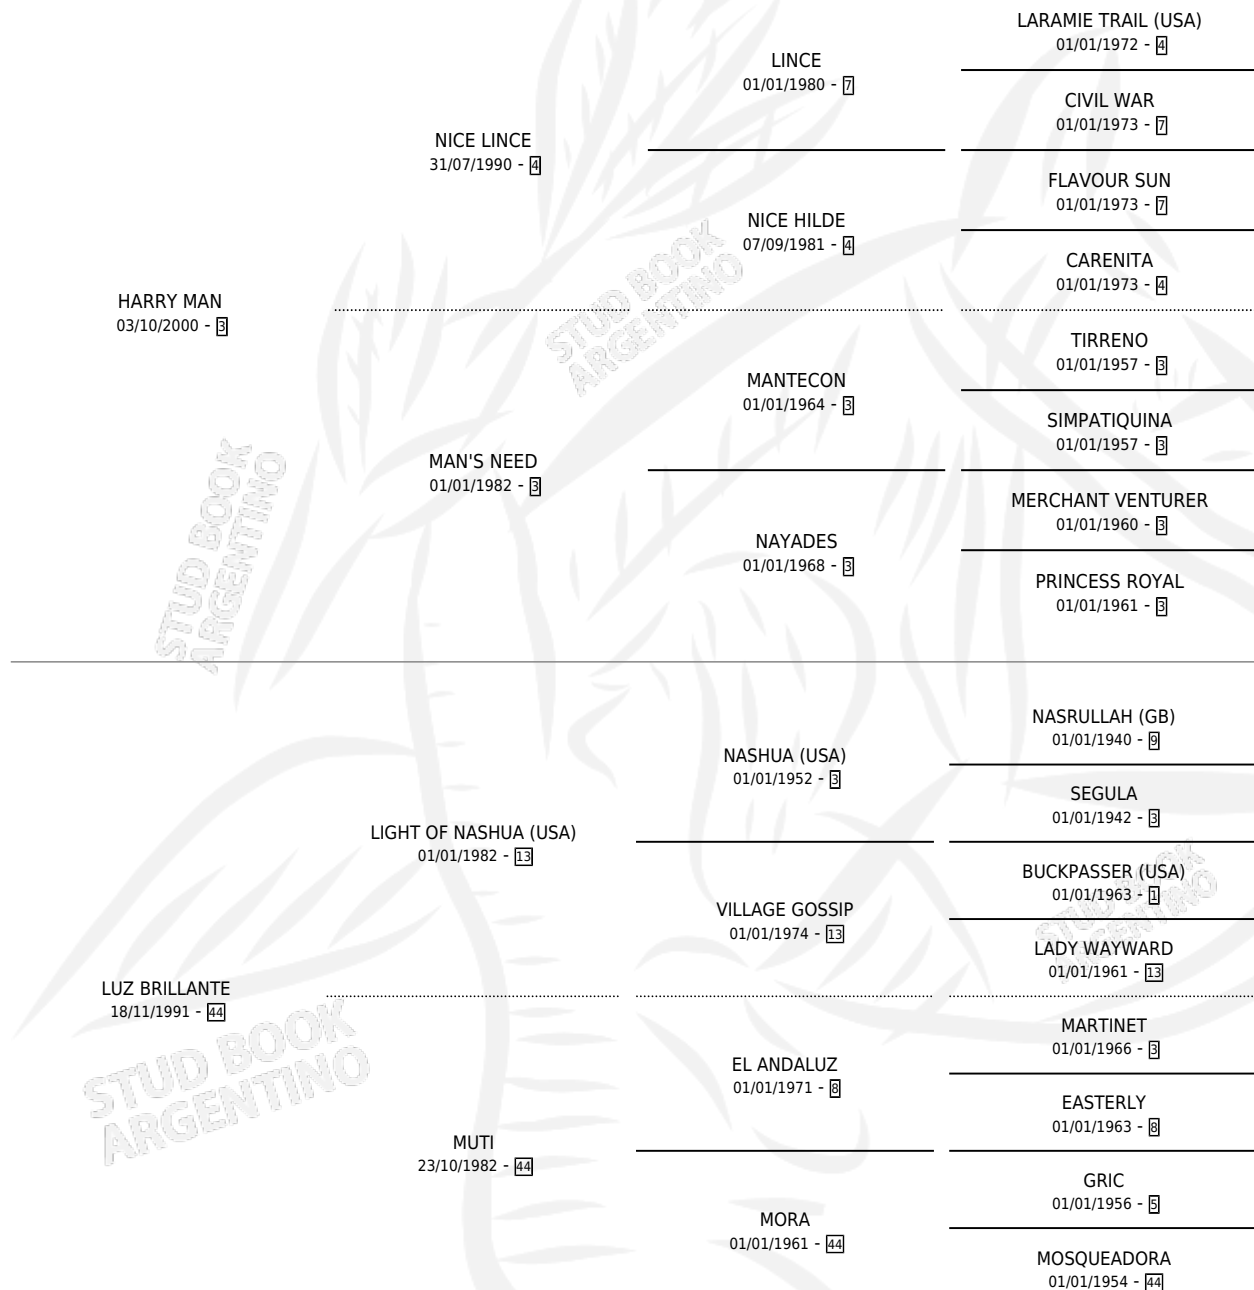 LARAMIE TRAIL (USA)
01/01/1972 - 4
LINCE
01/01/1980 - 7
CIVIL WAR
01/01/1973 - 7
NICE LINCE
31/07/1990 - 4
FLAVOUR SUN
01/01/1973 - 7
NICE HILDE
07/09/1981 - 4
CARENITA
01/01/1973 - 4
HARRY MAN
03/10/2000 - 3
STUD BOOK
ARGENTINO
TIRRENO
01/01/1957 - 3
MANTECON
01/01/1964 - 3
SIMPATIQUINA
01/01/1957 - 3
MAN'S NEED
01/01/1982 - 3
MERCHANT VENTURER
01/01/1960 - 3
NAYADES
01/01/1968 - 3
PRINCESS ROYAL
01/01/1961 - 3
STUD BOOK
ARGENTINO
NASRULLAH (GB)
01/01/1940 - 9
NASHUA (USA)
01/01/1952 - 3
SEGULA
01/01/1942 - 3
LIGHT OF NASHUA (USA)
01/01/1982 - 13
BUCKPASSER (USA)
01/01/1963 - 1
VILLAGE GOSSIP
01/01/1974 - 13
LADY WAYWARD
01/01/1961 - 13
STUD BOOK
ARGENTINO
LUZ BRILLANTE
18/11/1991 - 44
STUD BOOK
ARGENTINO
MARTINET
01/01/1966 - 3
EL ANDALUZ
01/01/1971 - 8
EASTERLY
01/01/1963 - 8
MUTI
23/10/1982 - 44
GRIC
01/01/1956 - 5
MORA
01/01/1961 - 44
MOSQUEADORA
01/01/1954 - 44